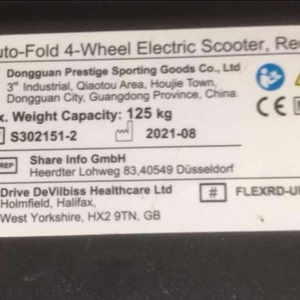 uto-Fold 4-Wheel Electric Scooter, Re
Dongguan Prestige Sporting Goods Co., Ltd
3rd Industrial, Qiaotou Area, Houjie Town,
Dongguan City, Guangdong Province, China.
x. Weight Capacity: 125 kg
S302151-2 2021-08
CE
REP Share Info GmbH
Heerdter Lohweg 83,40549 Düsseldorf
Drive DeVilbiss Healthcare Ltd
Holmfield, Halifax,
West Yorkshire, HX2 9TN, GB
# FLEXRD-U